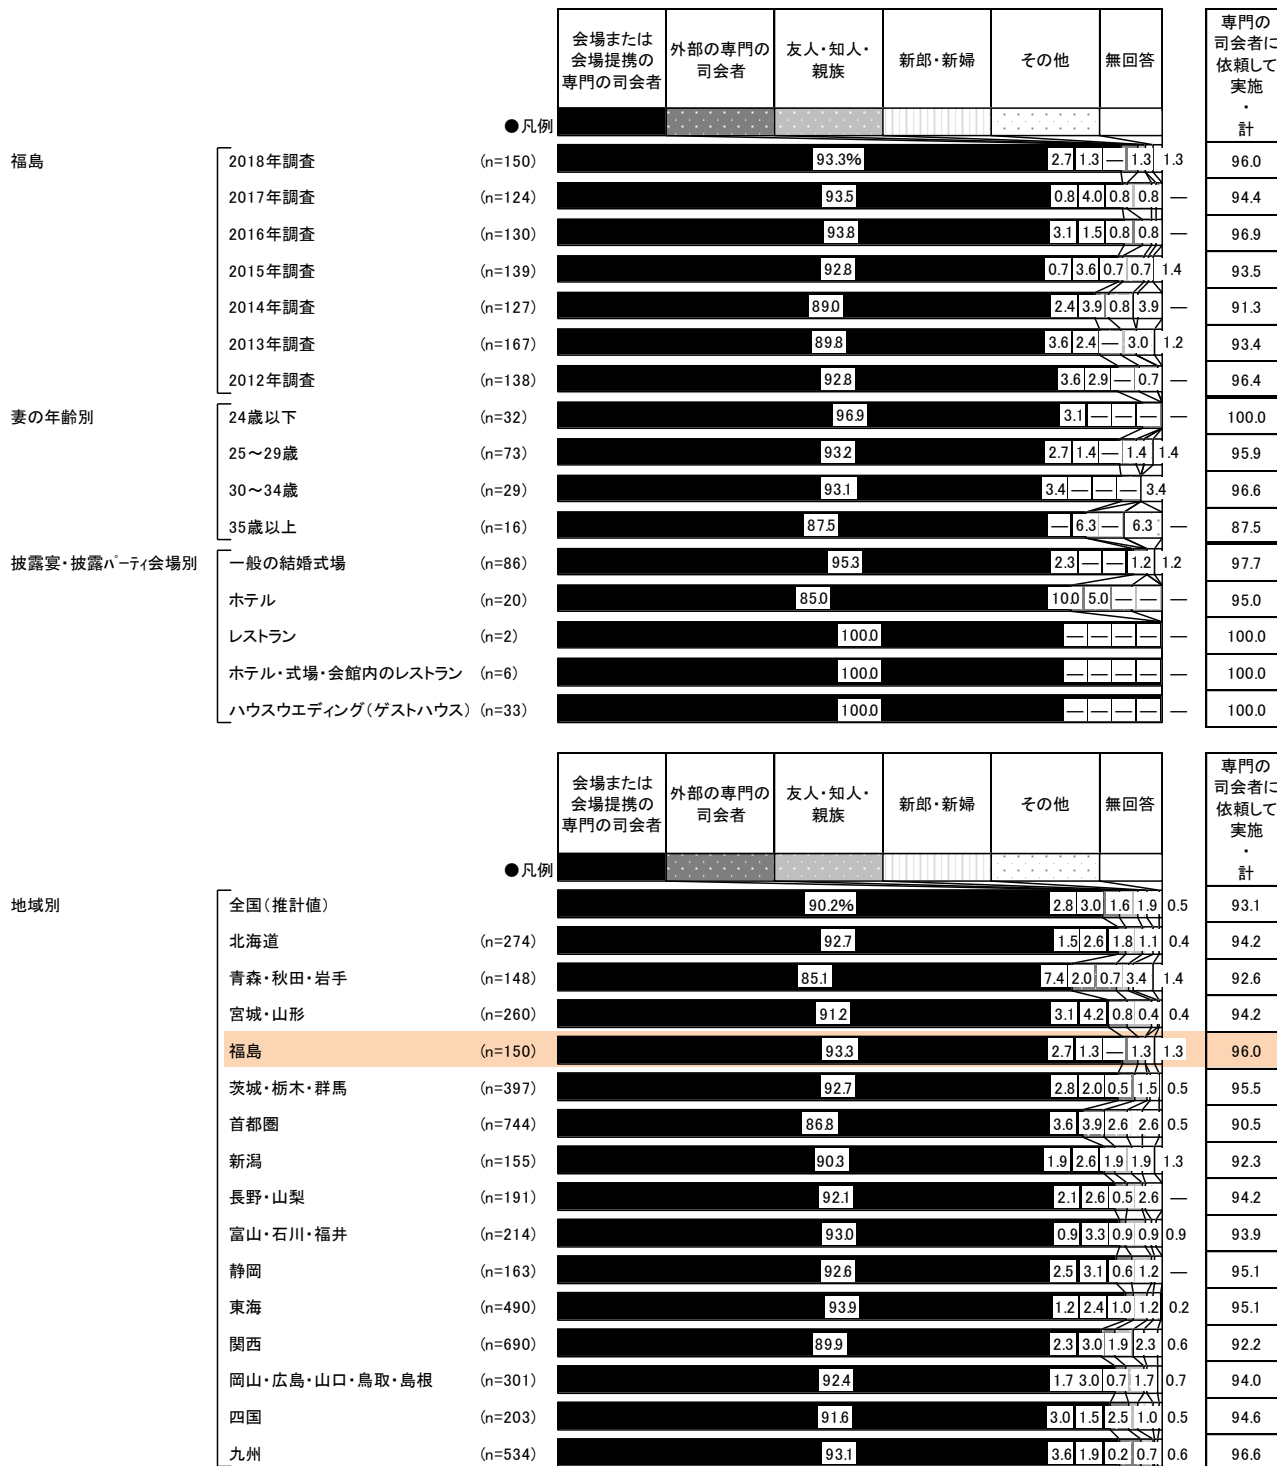 会場または
会場提携の
専門の司会者
外部の専門の
司会者
友人・知人・
親族
新郎・新婦
その他
無回答
専門の
司会者に
依頼して
実施
・
計
●凡例
福島
2018年調査 (n=150) 93.3% 2.7 1.3 — 1.3 1.3 96.0
2017年調査 (n=124) 93.5 0.8 4.0 0.8 0.8 — 94.4
2016年調査 (n=130) 93.8 3.1 1.5 0.8 0.8 — 96.9
2015年調査 (n=139) 92.8 0.7 3.6 0.7 0.7 1.4 93.5
2014年調査 (n=127) 89.0 2.4 3.9 0.8 3.9 — 91.3
2013年調査 (n=167) 89.8 3.6 2.4 — 3.0 1.2 93.4
2012年調査 (n=138) 92.8 3.6 2.9 — 0.7 — 96.4
妻の年齢別
24歳以下 (n=32) 96.9 3.1 — — — — 100.0
25～29歳 (n=73) 93.2 2.7 1.4 — 1.4 1.4 95.9
30～34歳 (n=29) 93.1 3.4 — — — 3.4 96.6
35歳以上 (n=16) 87.5 — 6.3 — 6.3 — 87.5
披露宴・披露パーティ会場別
一般の結婚式場 (n=86) 95.3 2.3 — — 1.2 1.2 97.7
ホテル (n=20) 85.0 10.0 5.0 — — — 95.0
レストラン (n=2) 100.0 — — — — — 100.0
ホテル・式場・会館内のレストラン (n=6) 100.0 — — — — — 100.0
ハウスウエディング(ゲストハウス) (n=33) 100.0 — — — — — 100.0
会場または
会場提携の
専門の司会者
外部の専門の
司会者
友人・知人・
親族
新郎・新婦
その他
無回答
専門の
司会者に
依頼して
実施
・
計
●凡例
地域別
全国(推計値) 90.2% 2.8 3.0 1.6 1.9 0.5 93.1
北海道 (n=274) 92.7 1.5 2.6 1.8 1.1 0.4 94.2
青森・秋田・岩手 (n=148) 85.1 7.4 2.0 0.7 3.4 1.4 92.6
宮城・山形 (n=260) 91.2 3.1 4.2 0.8 0.4 0.4 94.2
福島 (n=150) 93.3 2.7 1.3 — 1.3 1.3 96.0
茨城・栃木・群馬 (n=397) 92.7 2.8 2.0 0.5 1.5 0.5 95.5
首都圏 (n=744) 86.8 3.6 3.9 2.6 2.6 0.5 90.5
新潟 (n=155) 90.3 1.9 2.6 1.9 1.9 1.3 92.3
長野・山梨 (n=191) 92.1 2.1 2.6 0.5 2.6 — 94.2
富山・石川・福井 (n=214) 93.0 0.9 3.3 0.9 0.9 0.9 93.9
静岡 (n=163) 92.6 2.5 3.1 0.6 1.2 — 95.1
東海 (n=490) 93.9 1.2 2.4 1.0 1.2 0.2 95.1
関西 (n=690) 89.9 2.3 3.0 1.9 2.3 0.6 92.2
岡山・広島・山口・鳥取・島根 (n=301) 92.4 1.7 3.0 0.7 1.7 0.7 94.0
四国 (n=203) 91.6 3.0 1.5 2.5 1.0 0.5 94.6
九州 (n=534) 93.1 3.6 1.9 0.2 0.7 0.6 96.6